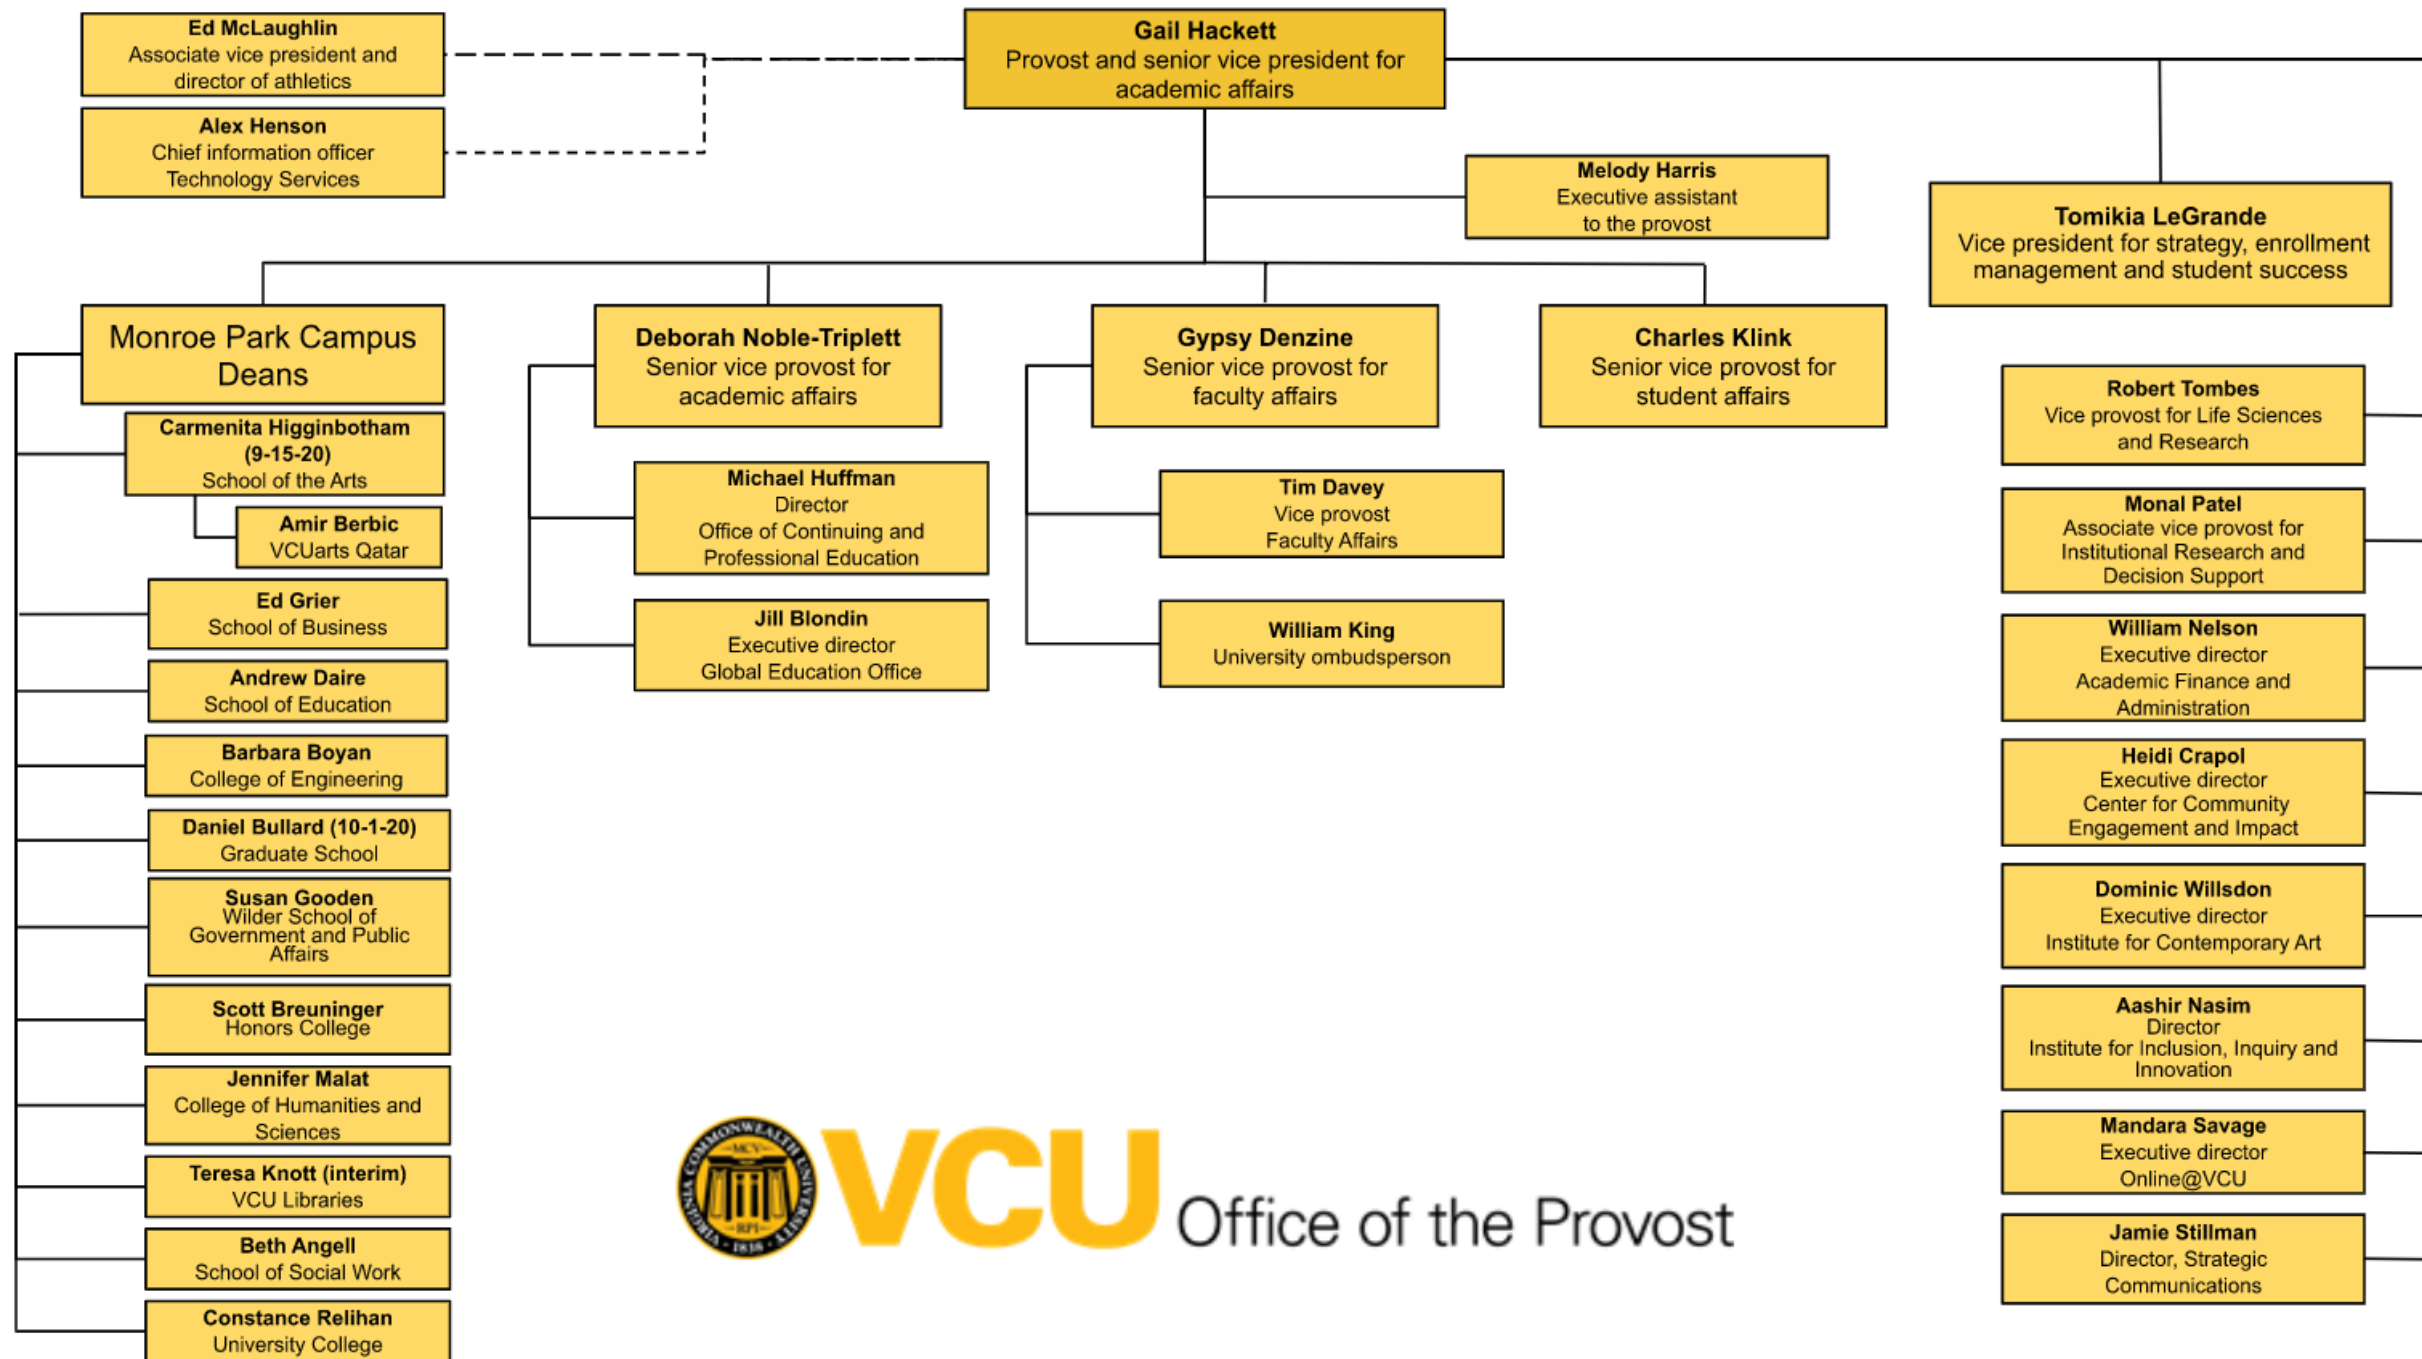 Ed McLaughlin
Associate vice president and
director of athletics
Alex Henson
Chief information officer
Technology Services
Gail Hackett
Provost and senior vice president for
academic affairs
Melody Harris
Executive assistant
to the provost
Tomikia LeGrande
Vice president for strategy, enrollment
management and student success
Monroe Park Campus
Deans
Carmenita Higginbotham
(9-15-20)
School of the Arts
Amir Berbic
VCUarts Qatar
Ed Grier
School of Business
Andrew Daire
School of Education
Barbara Boyan
College of Engineering
Daniel Bullard (10-1-20)
Graduate School
Susan Gooden
Wilder School of
Government and Public
Affairs
Scott Breuninger
Honors College
Jennifer Malat
College of Humanities and
Sciences
Teresa Knott (interim)
VCU Libraries
Beth Angell
School of Social Work
Constance Relihan
University College
Deborah Noble-Triplett
Senior vice provost for
academic affairs
Michael Huffman
Director
Office of Continuing and
Professional Education
Jill Blondin
Executive director
Global Education Office
Gypsy Denzine
Senior vice provost for
faculty affairs
Tim Davey
Vice provost
Faculty Affairs
William King
University ombudsperson
Charles Klink
Senior vice provost for
student affairs
Robert Tombes
Vice provost for Life Sciences
and Research
Monal Patel
Associate vice provost for
Institutional Research and
Decision Support
William Nelson
Executive director
Academic Finance and
Administration
Heidi Crapol
Executive director
Center for Community
Engagement and Impact
Dominic Willsdon
Executive director
Institute for Contemporary Art
Aashir Nasim
Director
Institute for Inclusion, Inquiry and
Innovation
Mandara Savage
Executive director
Online@VCU
Jamie Stillman
Director, Strategic
Communications
VIRGINIA COMMONWEALTH UNIVERSITY
MCV
RPI
1838
VCU Office of the Provost